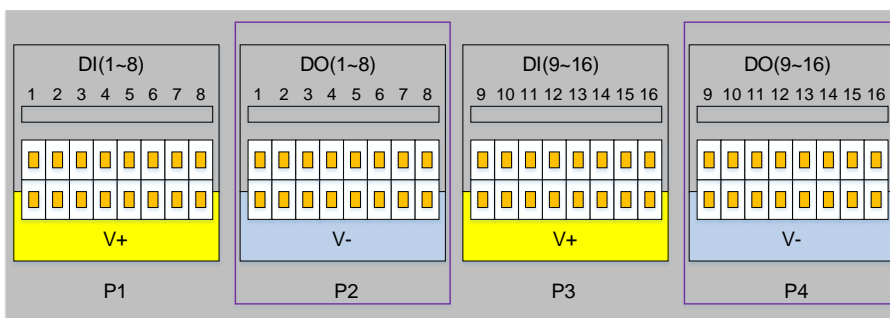 DI(1~8) DO(1~8) DI(9~16) DO(9~16)
1 2 3 4 5 6 7 8 1 2 3 4 5 6 7 8 9 10 11 12 13 14 15 16 9 10 11 12 13 14 15 16
V+ V- V+ V-
P1 P2 P3 P4